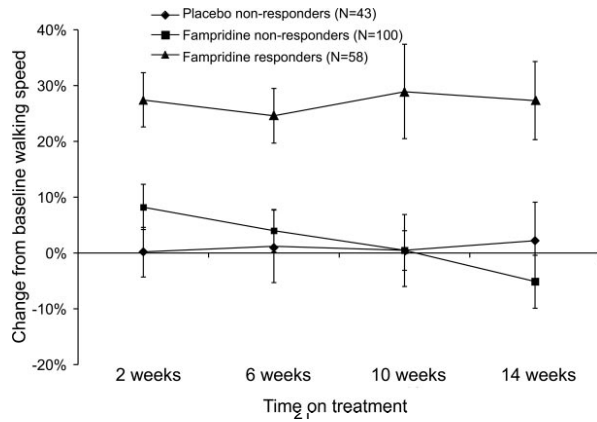 Placebo non-responders (N=43)
Fampridine non-responders (N=100)
Fampridine responders (N=58)
Change from baseline walking speed
40%
30%
20%
10%
0%
-10%
-20%
2 weeks
6 weeks
10 weeks
14 weeks
Time on treatment